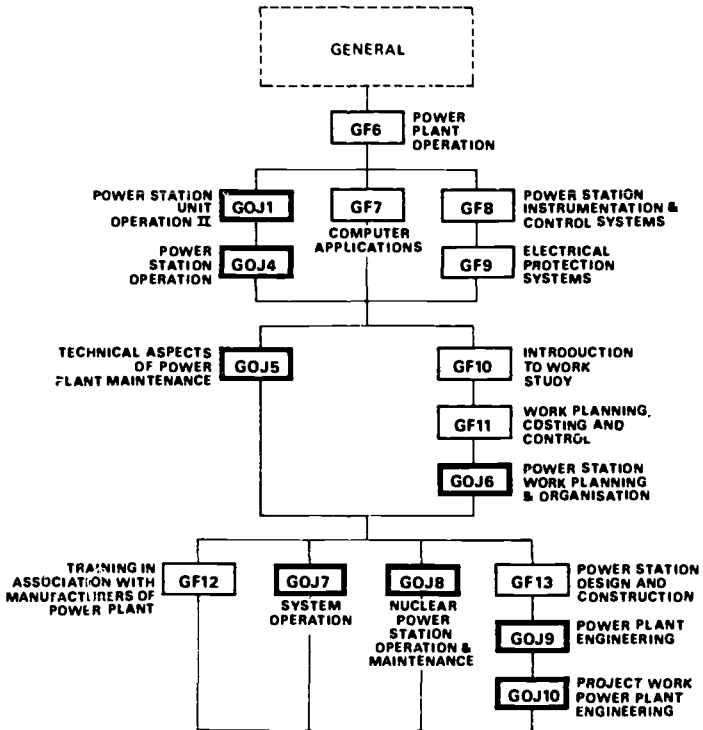 GENERAL
GF6
POWER
PLANT
OPERATION
POWER STATION
UNIT
OPERATION II
GOJ1
GF7
COMPUTER
APPLICATIONS
GF8
POWER STATION
INSTRUMENTATION &
CONTROL SYSTEMS
POWER
STATION
OPERATION
GOJ4
GF9
ELECTRICAL
PROTECTION
SYSTEMS
TECHNICAL ASPECTS
OF POWER
PLANT MAINTENANCE
GOJ5
GF10
INTRODUCTION
TO WORK
STUDY
GF11
WORK PLANNING,
COSTING AND
CONTROL
GOJ6
POWER STATION
WORK PLANNING
& ORGANISATION
TRAINING IN
ASSOCIATION WITH
MANUFACTURERS OF
POWER PLANT
GF12
GOJ7
SYSTEM
OPERATION
GOJ8
NUCLEAR
POWER
STATION
OPERATION &
MAINTENANCE
GF13
POWER STATION
DESIGN AND
CONSTRUCTION
GOJ9
POWER PLANT
ENGINEERING
GOJ10
PROJECT WORK
POWER PLANT
ENGINEERING